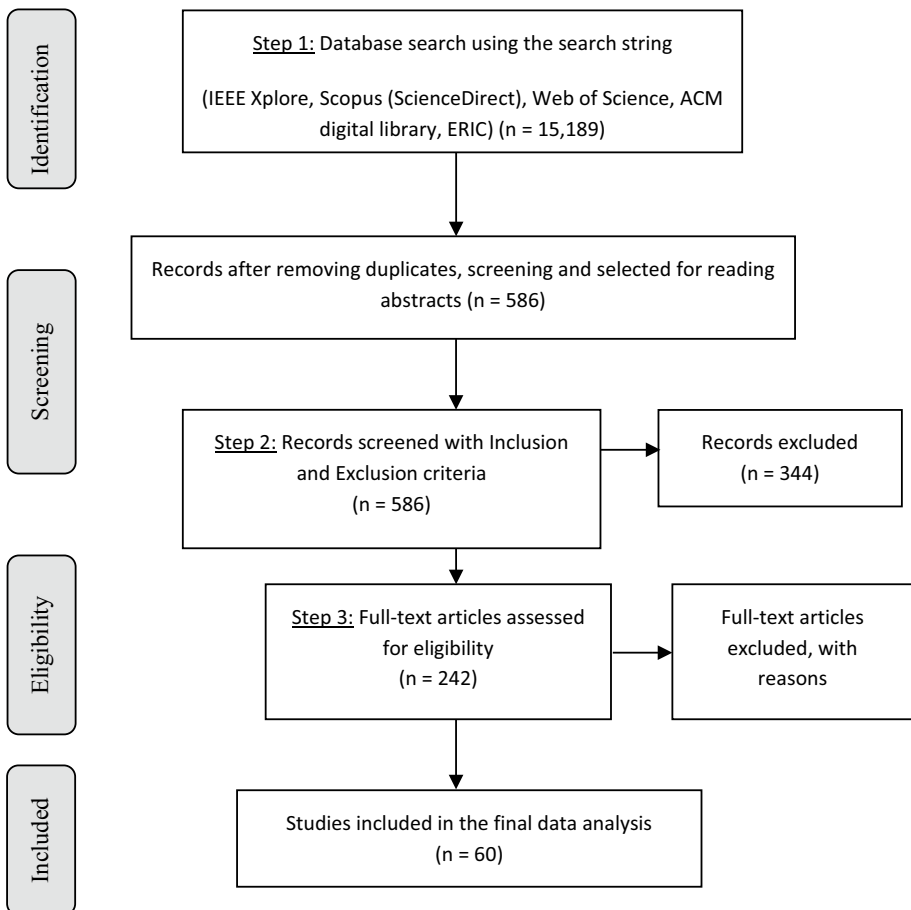 Identification
Step 1: Database search using the search string
(IEEE Xplore, Scopus (ScienceDirect), Web of Science, ACM
digital library, ERIC) (n = 15,189)
Screening
Records after removing duplicates, screening and selected for reading
abstracts (n = 586)
Step 2: Records screened with Inclusion
and Exclusion criteria
(n = 586)
Records excluded
(n = 344)
Eligibility
Step 3: Full-text articles assessed
for eligibility
(n = 242)
Full-text articles
excluded, with
reasons
Included
Studies included in the final data analysis
(n = 60)